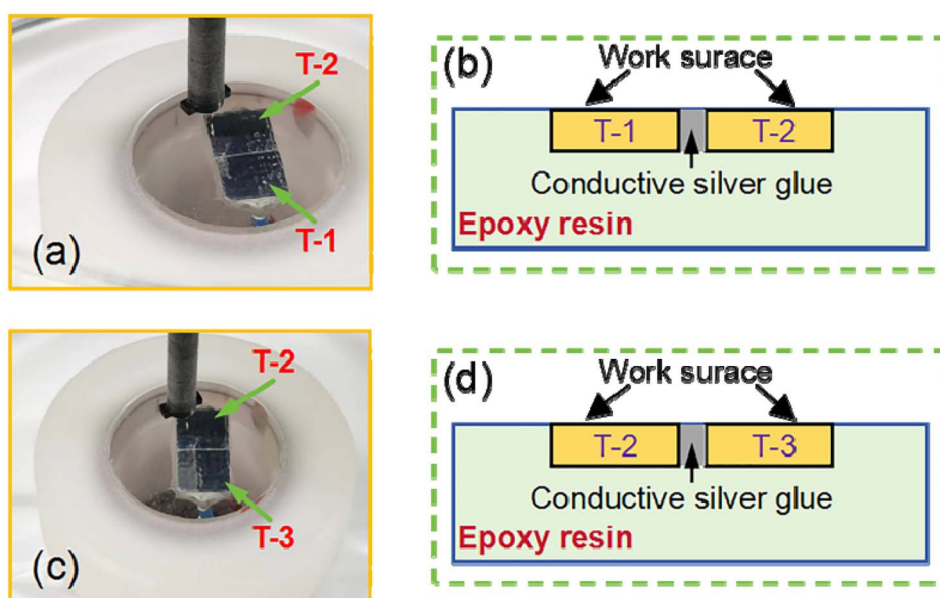 T-2
T-1
(a)
(b)
Work surace
T-1
T-2
Conductive silver glue
Epoxy resin
T-2
T-3
(c)
(d)
Work surace
T-2
T-3
Conductive silver glue
Epoxy resin